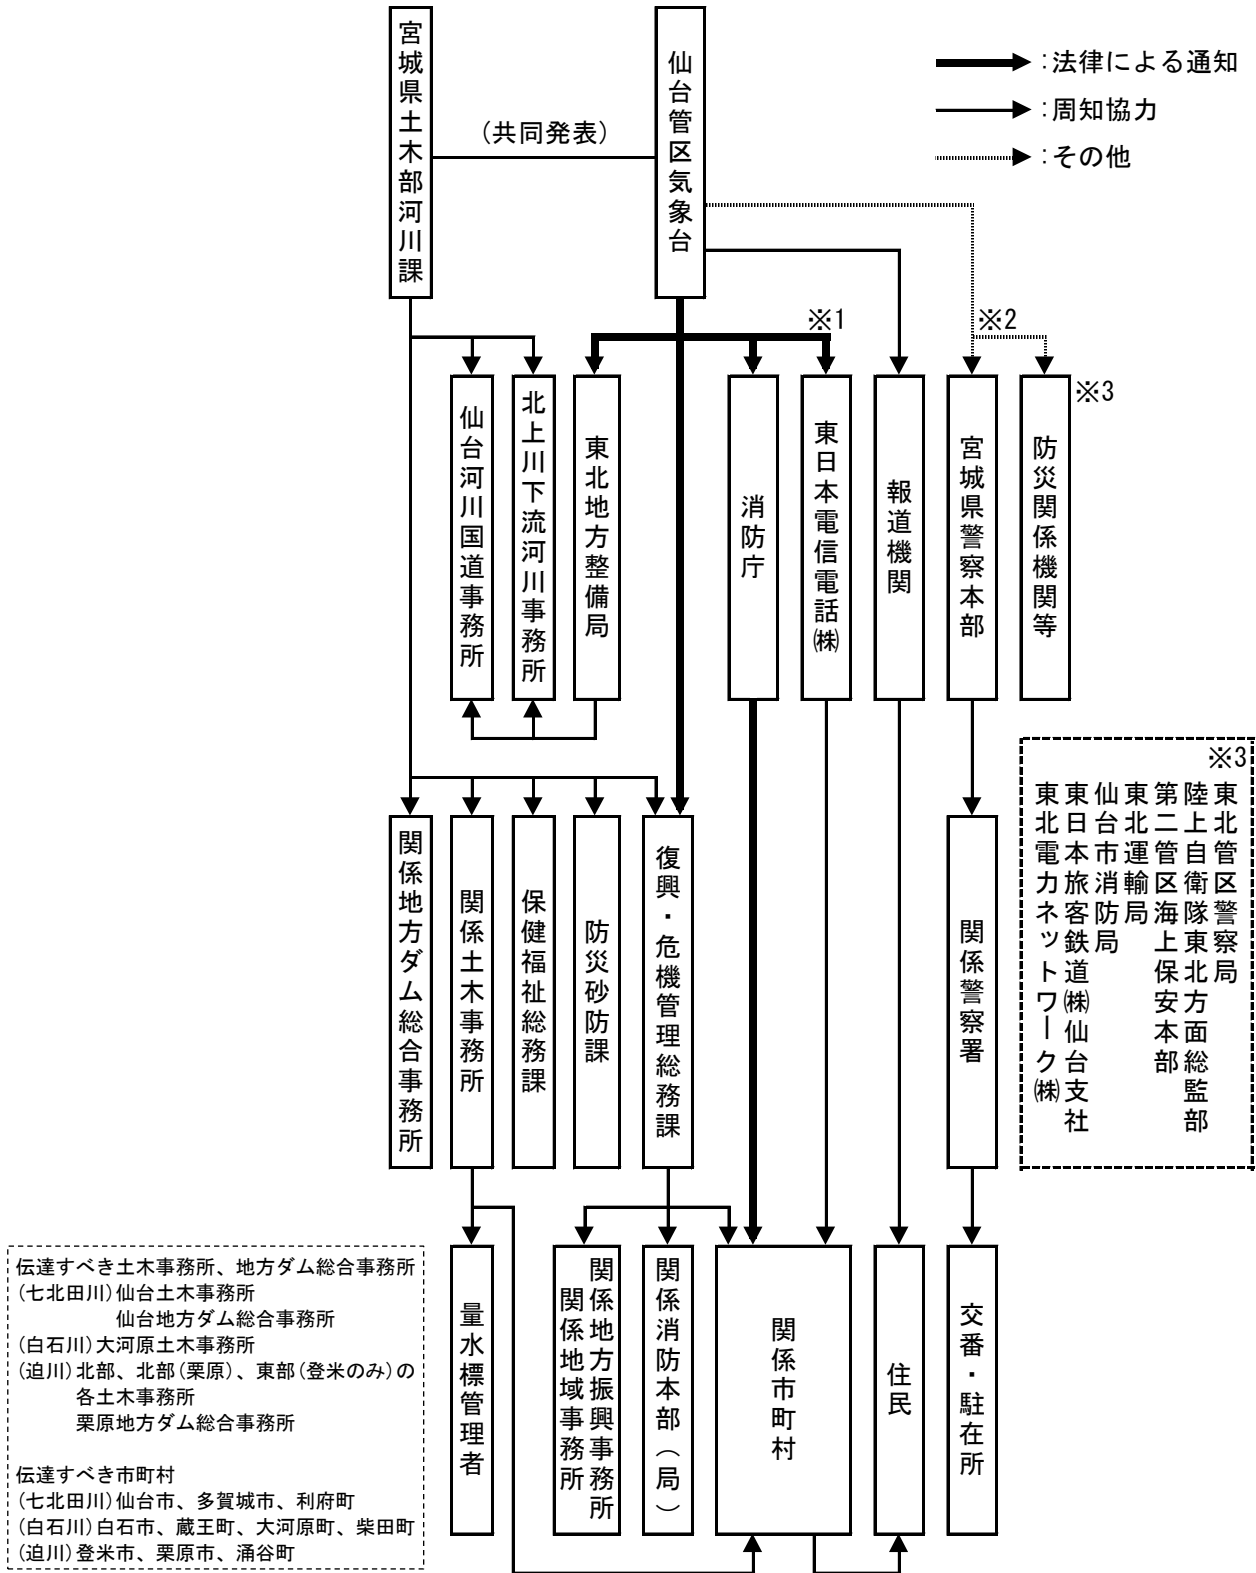 宮城県土木部河川課
(共同発表)
仙台管区気象台
:法律による通知
:周知協力
:その他
※1
※2
※3
仙台河川国道事務所
北上川下流河川事務所
東北地方整備局
消防庁
東日本電信電話㈱
報道機関
宮城県警察本部
防災関係機関等
※3
東北管区警察局
陸上自衛隊東北方面総監部
第二管区海上保安本部
東北運輸局
仙台市消防局
東日本旅客鉄道㈱仙台支社
東北電力ネットワーク㈱
関係地方ダム総合事務所
関係土木事務所
保健福祉総務課
防災砂防課
復興・危機管理総務課
関係警察署
伝達すべき土木事務所、地方ダム総合事務所
(七北田川)仙台土木事務所
仙台地方ダム総合事務所
(白石川)大河原土木事務所
(迫川)北部、北部(栗原)、東部(登米のみ)の
各土木事務所
栗原地方ダム総合事務所
伝達すべき市町村
(七北田川)仙台市、多賀城市、利府町
(白石川)白石市、蔵王町、大河原町、柴田町
(迫川)登米市、栗原市、涌谷町
量水標管理者
関係地方振興事務所
関係地域事務所
関係消防本部(局)
関係市町村
住民
交番・駐在所